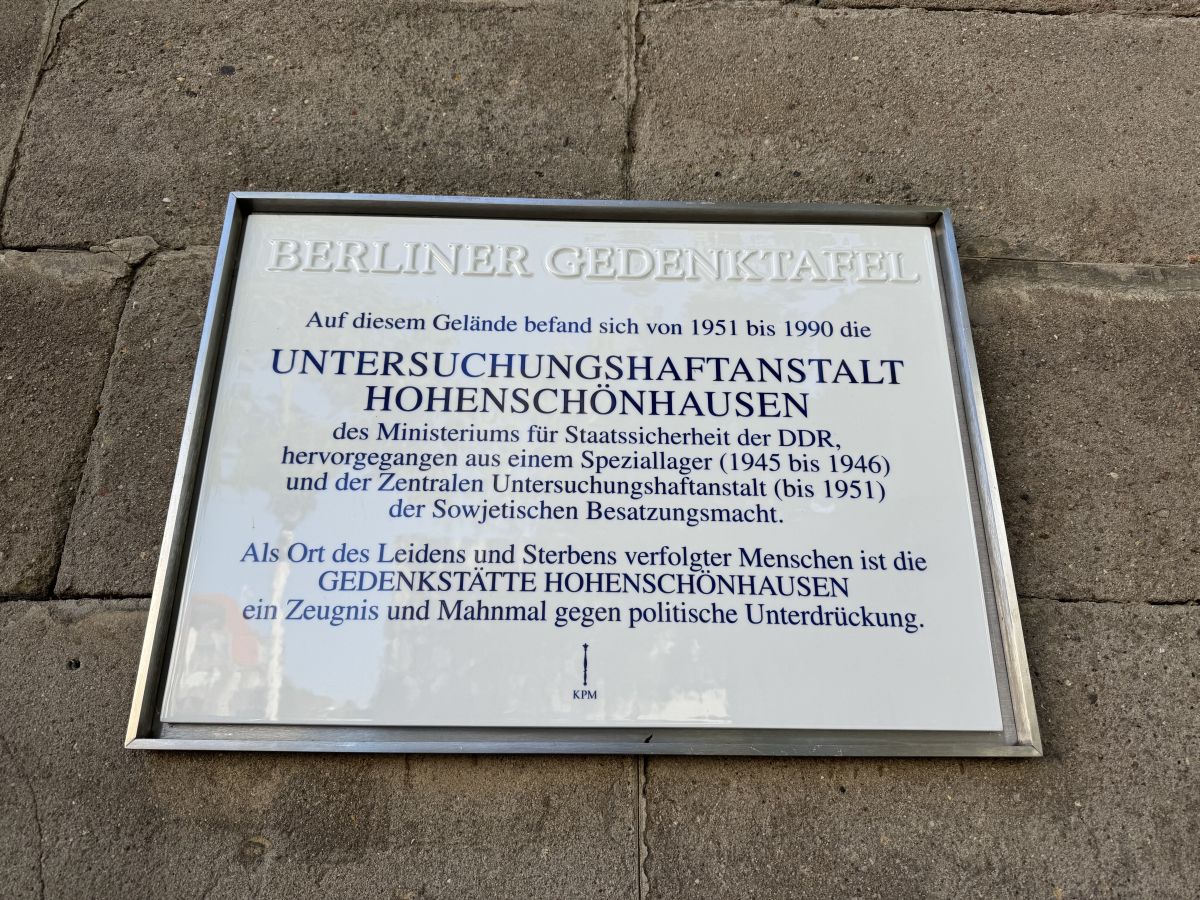 BERLINER GEDENKTAFEL
Auf diesem Gelände befand sich von 1951 bis 1990 die
UNTERSUCHUNGSHAFTANSTALT
HOHENSCHÖNHAUSEN
des Ministeriums für Staatssicherheit der DDR,
hervorgegangen aus einem Speziallager (1945 bis 1946)
und der Zentralen Untersuchungshaftanstalt (bis 1951)
der Sowjetischen Besatzungsmacht.
Als Ort des Leidens und Sterbens verfolgter Menschen ist die
GEDENKSTÄTTE HOHENSCHÖNHAUSEN
ein Zeugnis und Mahnmal gegen politische Unterdrückung.
KPM